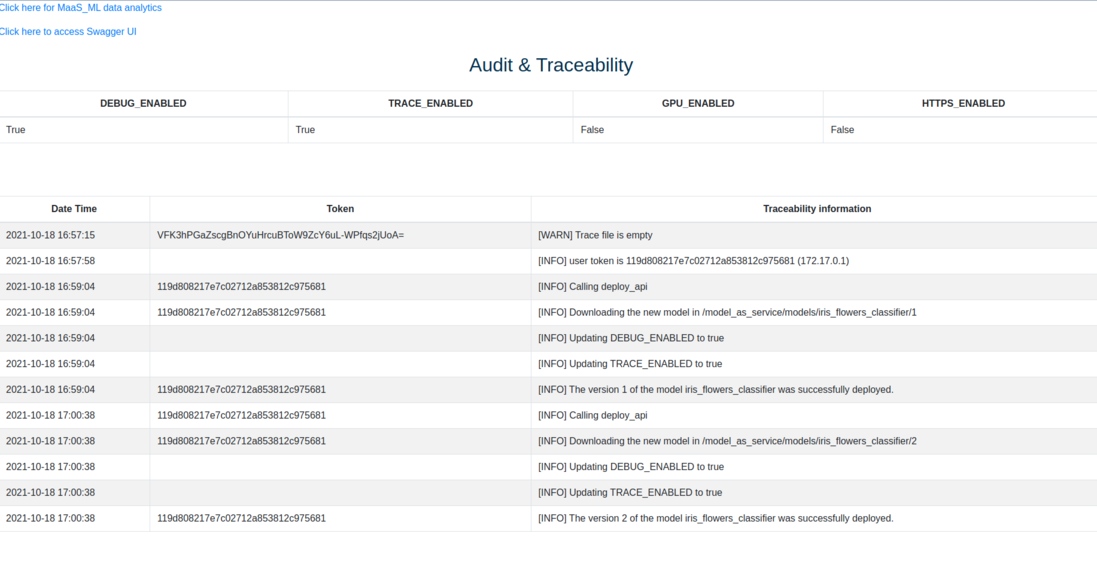 Click here for MaaS_ML data analytics
Click here to access Swagger UI
Audit & Traceability
DEBUG_ENABLED TRACE_ENABLED GPU_ENABLED HTTPS_ENABLED
True True False False
Date Time Token Traceability information
2021-10-18 16:57:15 VFK3hPGaZscgBnOYuHrcuBToW9ZcY6uL-WPfqs2jUoA= [WARN] Trace file is empty
2021-10-18 16:57:58 [INFO] user token is 119d808217e7c02712a853812c975681 (172.17.0.1)
2021-10-18 16:59:04 119d808217e7c02712a853812c975681 [INFO] Calling deploy_api
2021-10-18 16:59:04 119d808217e7c02712a853812c975681 [INFO] Downloading the new model in /model_as_service/models/iris_flowers_classifier/1
2021-10-18 16:59:04 [INFO] Updating DEBUG_ENABLED to true
2021-10-18 16:59:04 [INFO] Updating TRACE_ENABLED to true
2021-10-18 16:59:04 119d808217e7c02712a853812c975681 [INFO] The version 1 of the model iris_flowers_classifier was successfully deployed.
2021-10-18 17:00:38 119d808217e7c02712a853812c975681 [INFO] Calling deploy_api
2021-10-18 17:00:38 119d808217e7c02712a853812c975681 [INFO] Downloading the new model in /model_as_service/models/iris_flowers_classifier/2
2021-10-18 17:00:38 [INFO] Updating DEBUG_ENABLED to true
2021-10-18 17:00:38 [INFO] Updating TRACE_ENABLED to true
2021-10-18 17:00:38 119d808217e7c02712a853812c975681 [INFO] The version 2 of the model iris_flowers_classifier was successfully deployed.